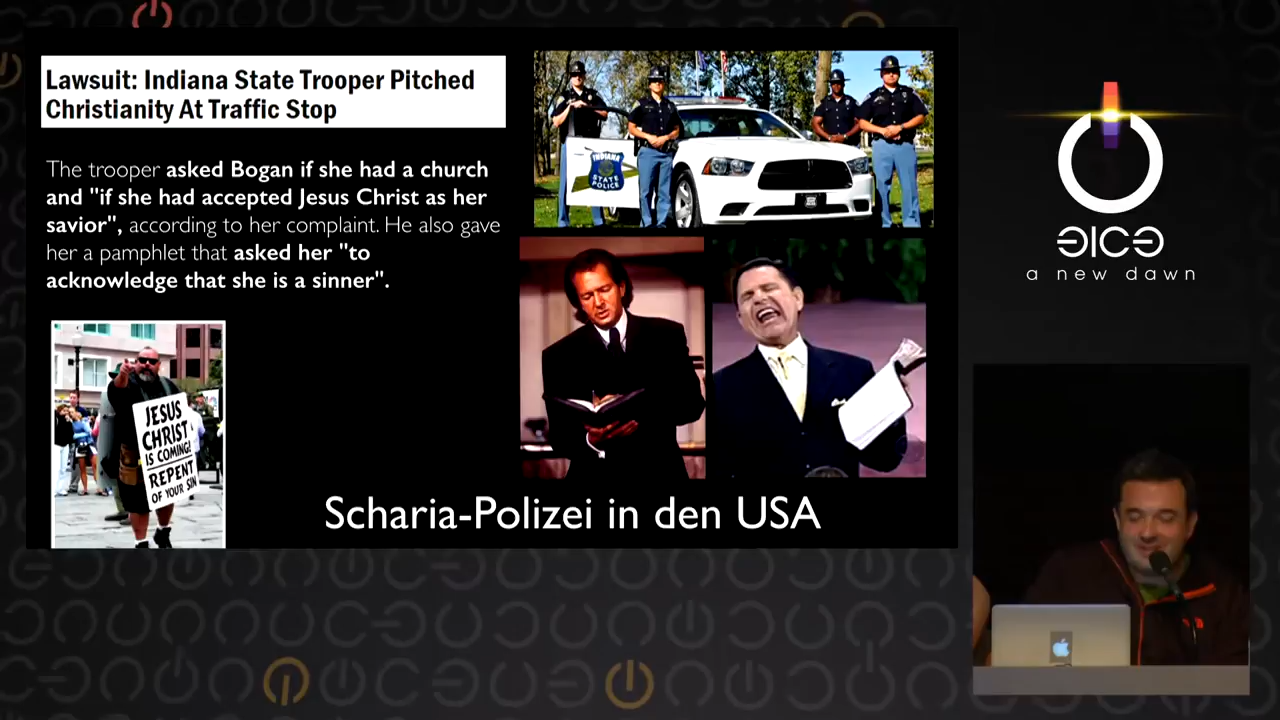 Lawsuit: Indiana State Trooper Pitched
Christianity At Traffic Stop
The trooper asked Bogan if she had a church
and "if she had accepted Jesus Christ as her
savior", according to her complaint. He also gave
her a pamphlet that asked her "to
acknowledge that she is a sinner".
INDIANA
STATE
POLICE
JESUS
CHRIST
IS COMING!
REPENT
OF YOUR SIN
Scharia-Polizei in den USA
a new dawn